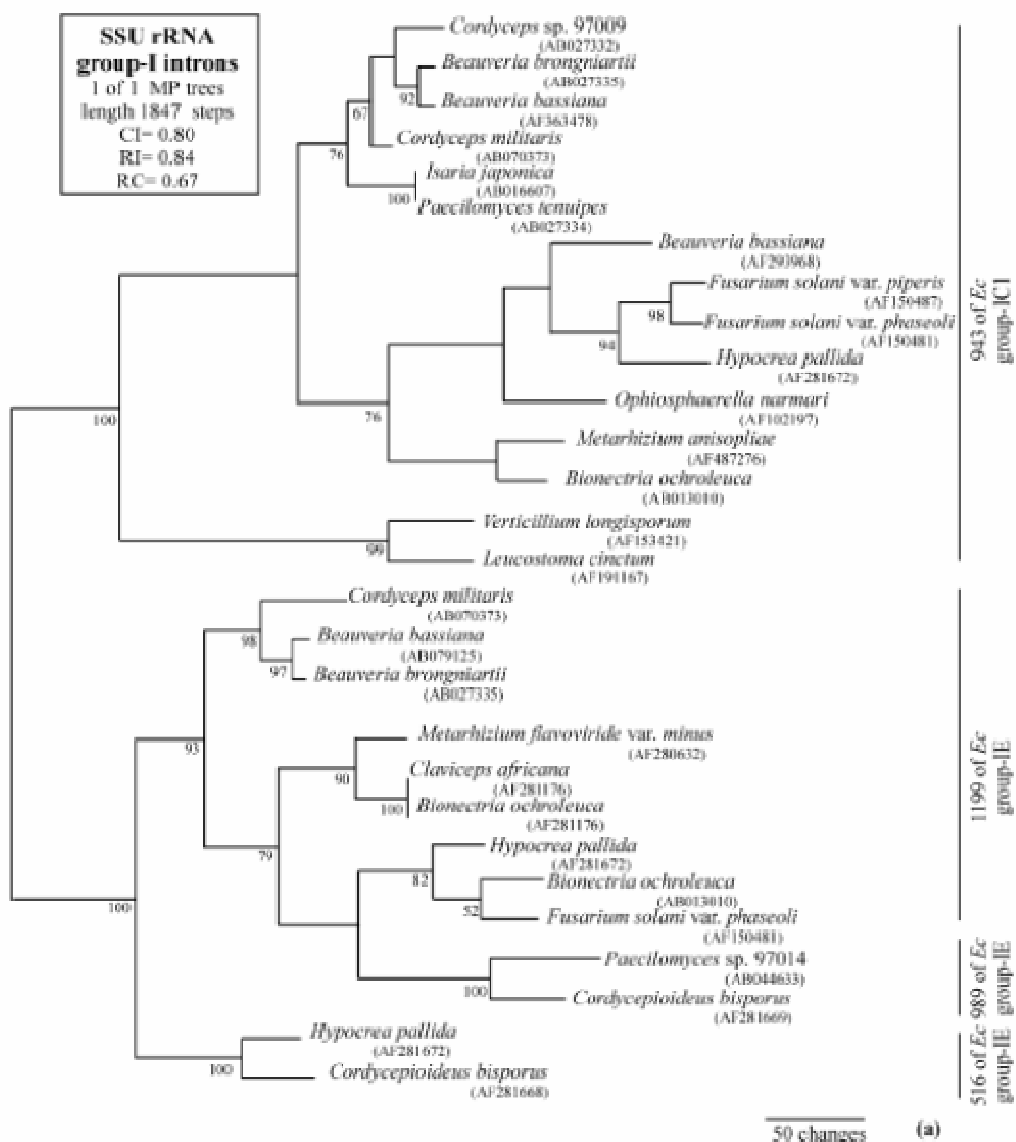 SSU rRNA
group-I introns
1 of 1 MP trees
length 1847 steps
CI= 0.80
RI= 0.84
RC= 0.67
Cordyceps sp. 97009
(AB027332)
Beauveria brongniartii
(AB027335)
92
Beauveria bassiana
(AF363478)
67
Cordyceps militaris
(AB070373)
76
Isaria japonica
(AB016607)
100
Paecilomyces tenuipes
(AB027334)
Beauveria bassiana
(AF293968)
Fusarium solani var. piperis
(AF150487)
98
Fusarium solani var. phaseoli
(AF150481)
94
Hypocrea pallida
(AF281672)
Ophiosphaerella narmari
(AF102197)
76
100
Metarhizium anisopliae
(AF487276)
Bionectria ochroleuca
(AB013010)
Verticillium longisporum
(AF153421)
99
Leucostoma cinctum
(AF191167)
943 of Ec
group-IC1
Cordyceps militaris
(AB070373)
98
Beauveria bassiana
(AB079125)
97
Beauveria brongniartii
(AB027335)
93
Metarhizium flavoviride var. minus
(AF280632)
90
Claviceps africana
(AF281176)
100
Bionectria ochroleuca
(AF281176)
79
Hypocrea pallida
(AF281672)
82
Bionectria ochroleuca
(AB013010)
52
Fusarium solani var. phaseoli
(AF150481)
1199 of Ec
group-IE
100
Paecilomyces sp. 97014
(AB044633)
100
Cordycepioideus bisporus
(AF281669)
989 of Ec
group-IE
Hypocrea pallida
(AF281672)
100
Cordycepioideus bisporus
(AF281668)
516 of Ec
group-IE
50 changes
(a)